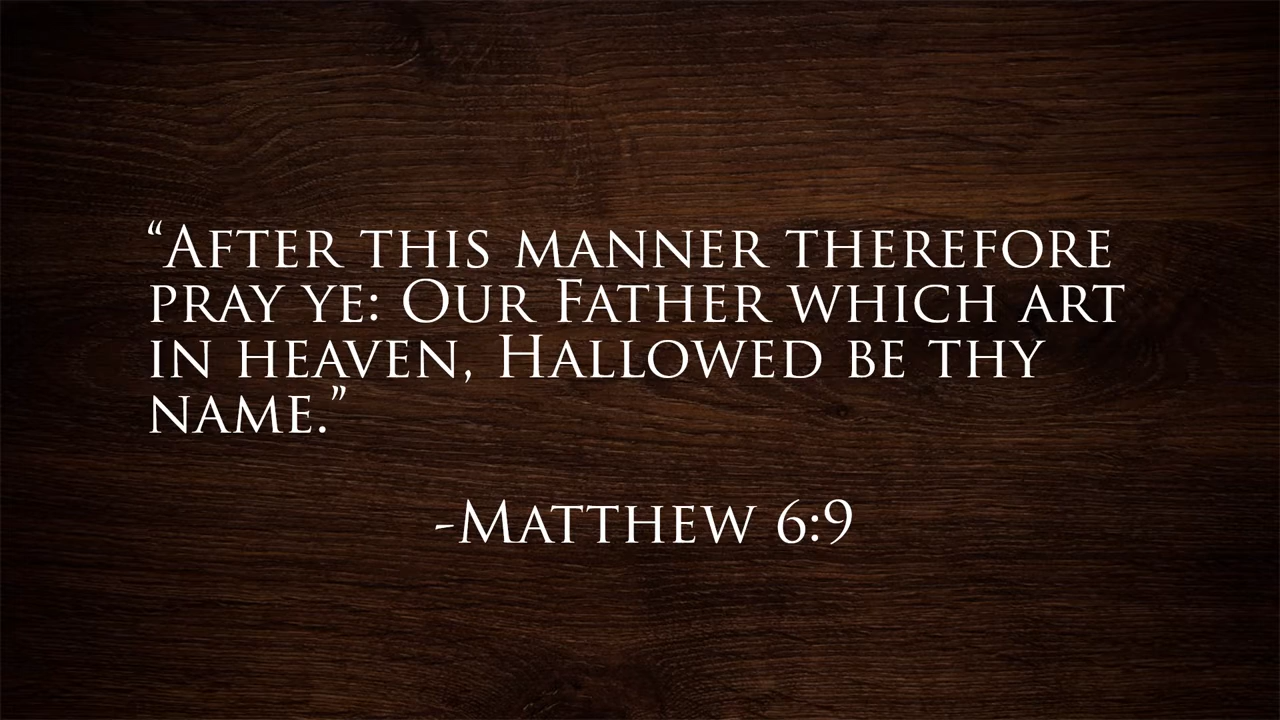 “After this manner therefore
pray ye: Our Father which art
in heaven, Hallowed be thy
name.”
-Matthew 6:9